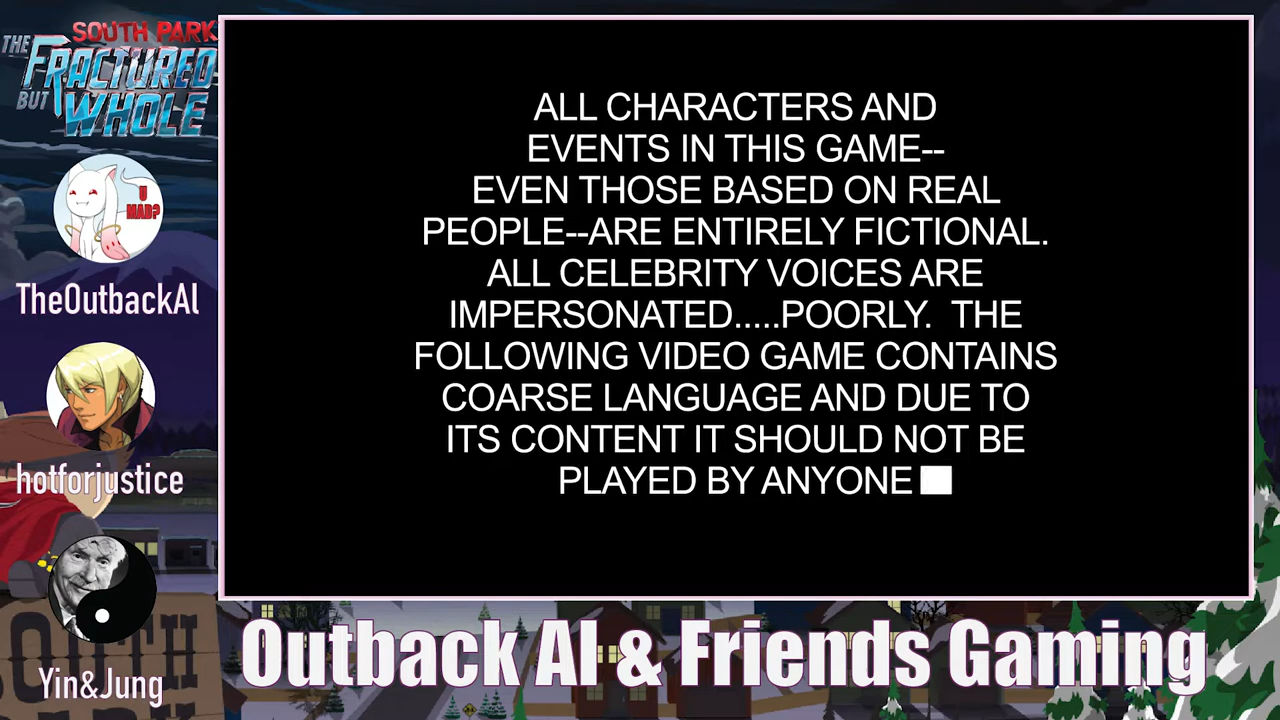 SOUTH PARK
THE
FRACTURED
BUT
WHOLE
U
MAD?
TheOutbackAl
hotforjustice
Yin&Jung
ALL CHARACTERS AND
EVENTS IN THIS GAME--
EVEN THOSE BASED ON REAL
PEOPLE--ARE ENTIRELY FICTIONAL.
ALL CELEBRITY VOICES ARE
IMPERSONATED.....POORLY.  THE
FOLLOWING VIDEO GAME CONTAINS
COARSE LANGUAGE AND DUE TO
ITS CONTENT IT SHOULD NOT BE
PLAYED BY ANYONE
Outback Al & Friends Gaming